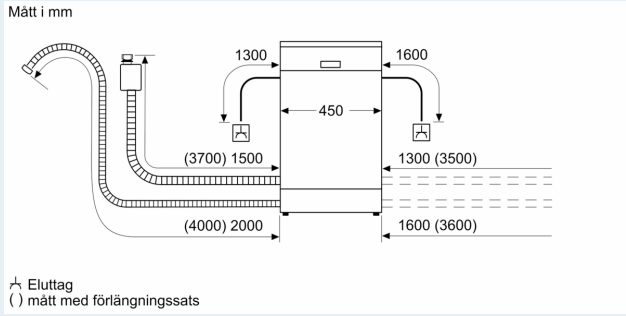 Mått i mm
1300
1600
450
(3700) 1500
1300 (3500)
(4000) 2000
1600 (3600)
Eluttag
( ) mått med förlängningssats